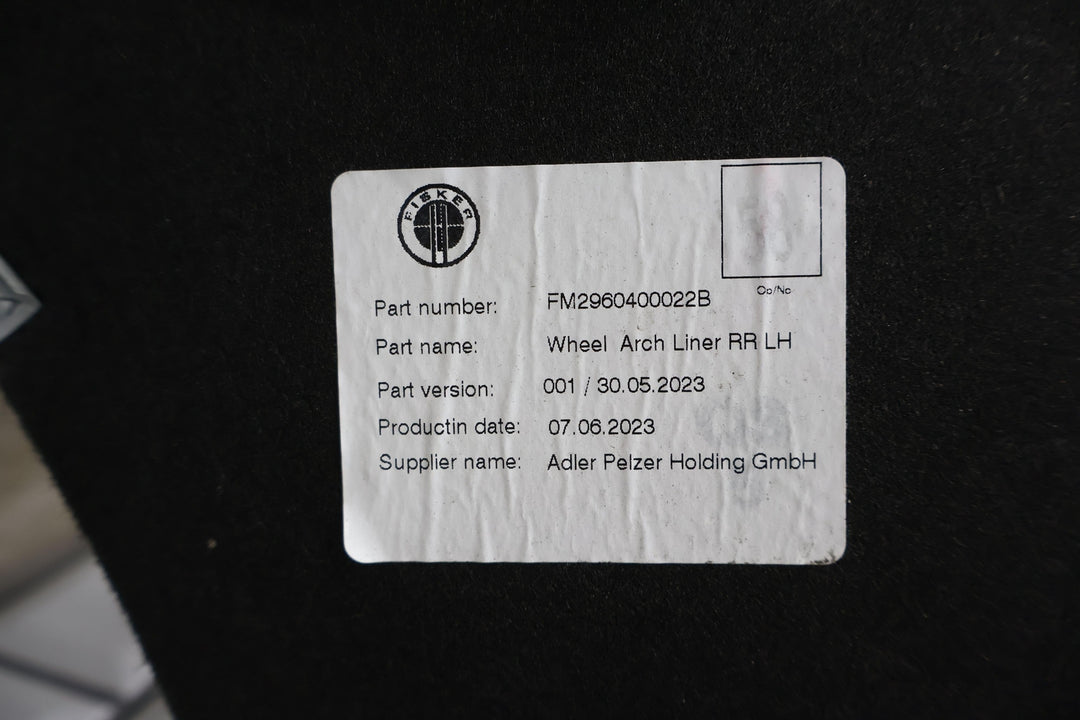 FISKER
Co/Nc
Part number: FM2960400022B
Part name: Wheel Arch Liner RR LH
Part version: 001 / 30.05.2023
Productin date: 07.06.2023
Supplier name: Adler Pelzer Holding GmbH